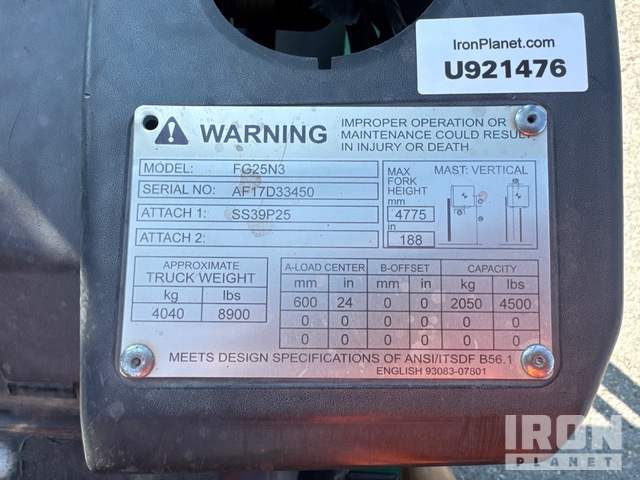 IronPlanet.com
U921476
WARNING
IMPROPER OPERATION OR
MAINTENANCE COULD RESULT
IN INJURY OR DEATH.
MODEL: FG25N3
SERIAL NO: AF17D33450
ATTACH 1: SS39P25
ATTACH 2:
MAX FORK HEIGHT
mm
4775
in
188
MAST: VERTICAL
APPROXIMATE
TRUCK WEIGHT
kg lbs
4040 8900
A-LOAD CENTER B-OFFSET CAPACITY
mm in mm in kg lbs
600 24 0 0 2050 4500
0 0 0 0 0 0
0 0 0 0 0 0
MEETS DESIGN SPECIFICATIONS OF ANSI/ITSDF B56.1
ENGLISH 93083-07801
IRON
PLANET